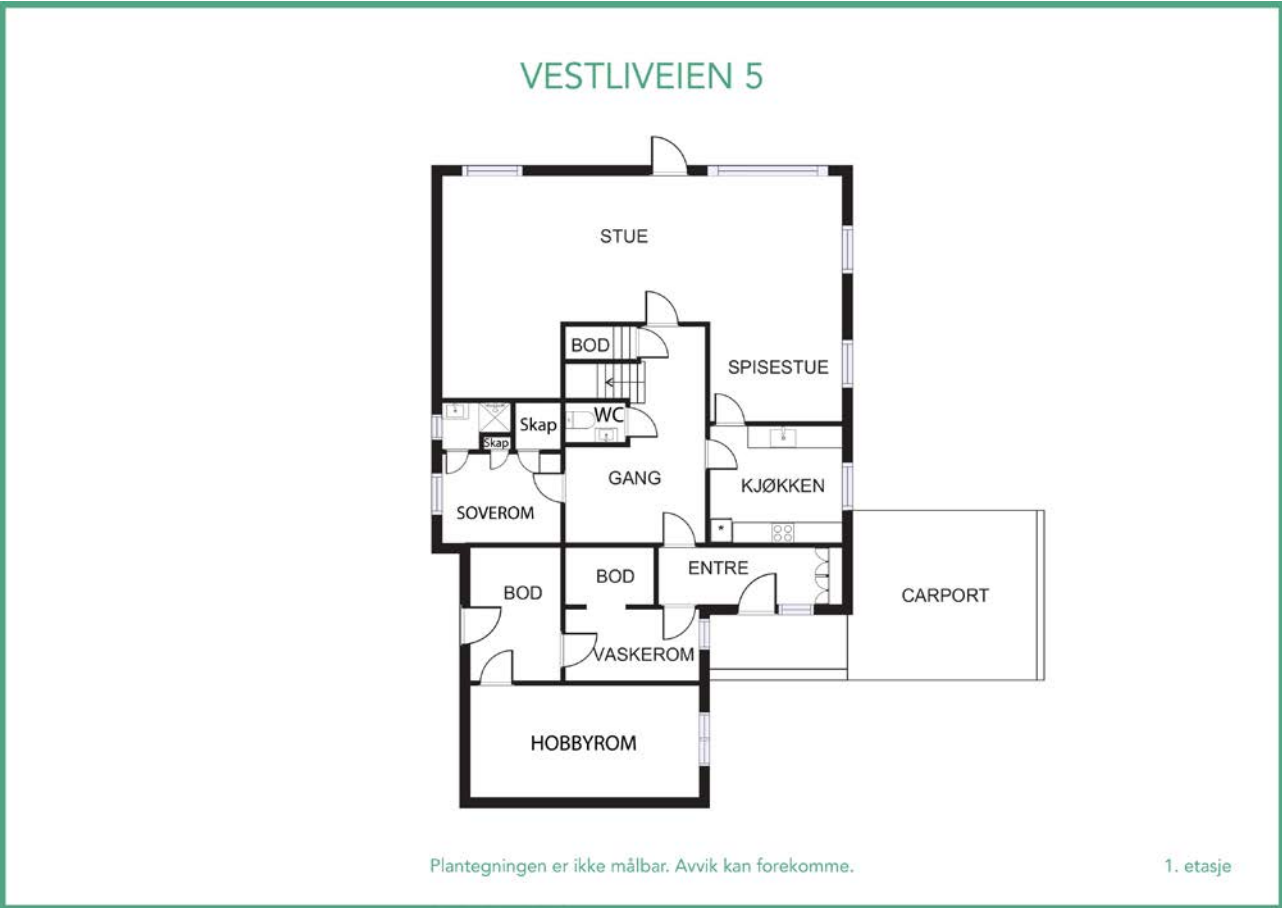 VESTLIVEIEN 5
STUE
BOD
SPISESTUE
WC
Skap
Skap
GANG
KJØKKEN
SOVEROM
*
ENTRE
BOD
BOD
CARPORT
VASKEROM
HOBBYROM
Plantegningen er ikke målbar. Avvik kan forekomme.
1. etasje